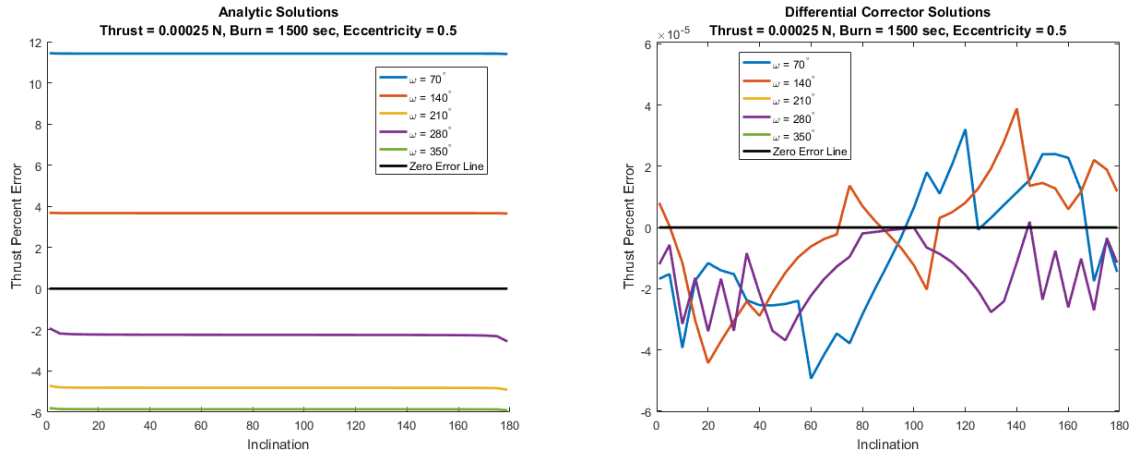 Analytic Solutions
Thrust = 0.00025 N, Burn = 1500 sec, Eccentricity = 0.5
12
10
8
6
4
2
0
-2
-4
-6
Thrust Percent Error
ω = 70°
ω = 140°
ω = 210°
ω = 280°
ω = 350°
Zero Error Line
0 20 40 60 80 100 120 140 160 180
Inclination
Differential Corrector Solutions
Thrust = 0.00025 N, Burn = 1500 sec, Eccentricity = 0.5
× 10⁻⁵
6
4
2
0
-2
-4
-6
Thrust Percent Error
ω = 70°
ω = 140°
ω = 210°
ω = 280°
ω = 350°
Zero Error Line
0 20 40 60 80 100 120 140 160 180
Inclination